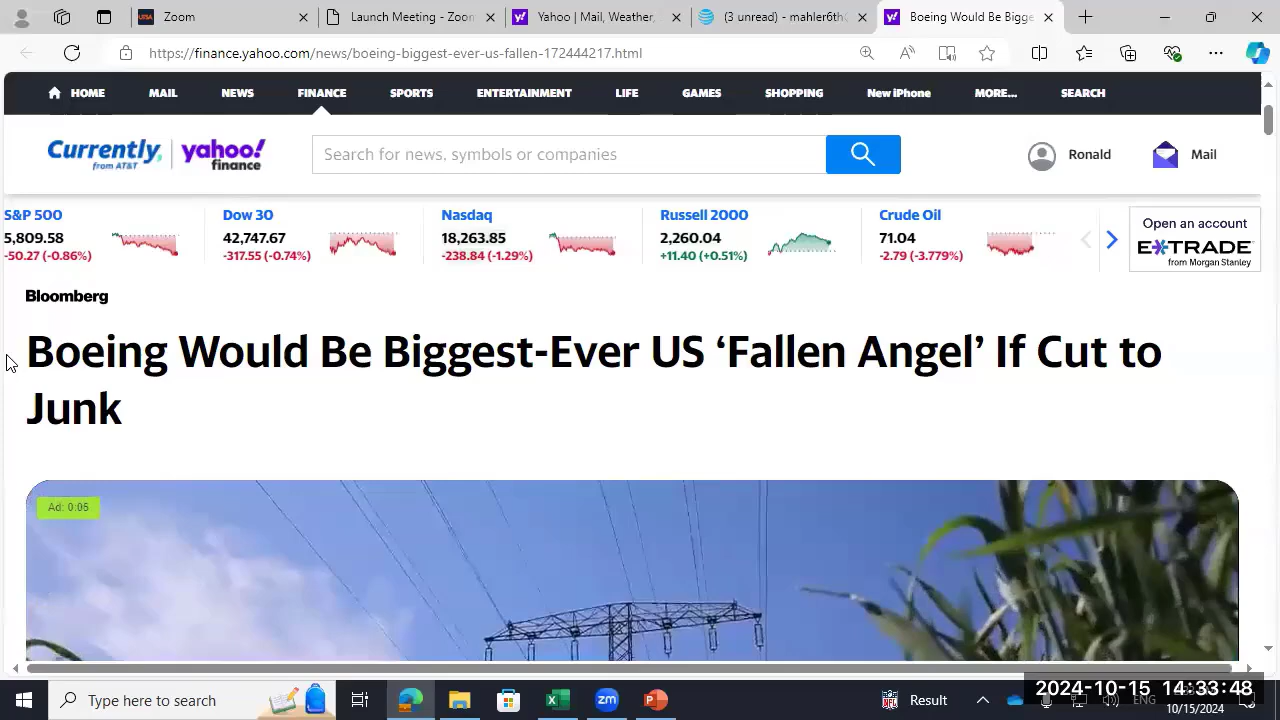 Zoom
Launch Meeting - Zoon
Yahoo | Mail, Weather,
(3 unread) - mahler6th
Boeing Would Be Bigge
https://finance.yahoo.com/news/boeing-biggest-ever-us-fallen-172444217.html
HOME MAIL NEWS FINANCE SPORTS ENTERTAINMENT LIFE GAMES SHOPPING New iPhone MORE... SEARCH
Currently, from AT&T
yahoo! finance
Search for news, symbols or companies
Ronald
Mail
S&P 500
5,809.58
-50.27 (-0.86%)
Dow 30
42,747.67
-317.55 (-0.74%)
Nasdaq
18,263.85
-238.84 (-1.29%)
Russell 2000
2,260.04
+11.40 (+0.51%)
Crude Oil
71.04
-2.79 (-3.779%)
Open an account
E*TRADE
from Morgan Stanley
Bloomberg
Boeing Would Be Biggest-Ever US ‘Fallen Angel’ If Cut to
Junk
Ad: 0:06
Type here to search
Result
ENG
2024-10-15 14:33:48
10/15/2024